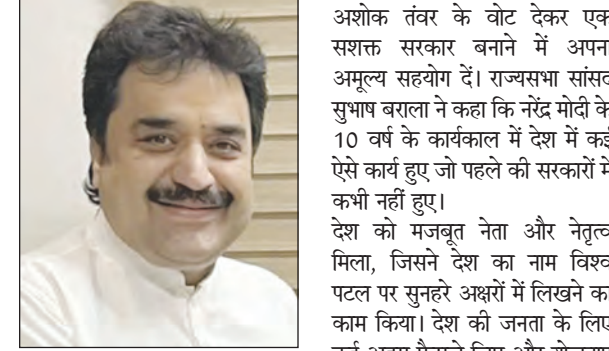 अशोक तंवर के वोट देकर एक
सशक्त सरकार बनाने में अपना
अमूल्य सहयोग दें। राज्यसभा सांसद
सुभाष बराला ने कहा कि नरेंद्र मोदी के
10 वर्ष के कार्यकाल में देश में कई
ऐसे कार्य हुए जो पहले की सरकारों में
कभी नहीं हुए।
देश को मजबूत नेता और नेतृत्व
मिला, जिसने देश का नाम विश्व
पटल पर सुनहरे अक्षरों में लिखने का
काम किया। देश की जनता के लिए